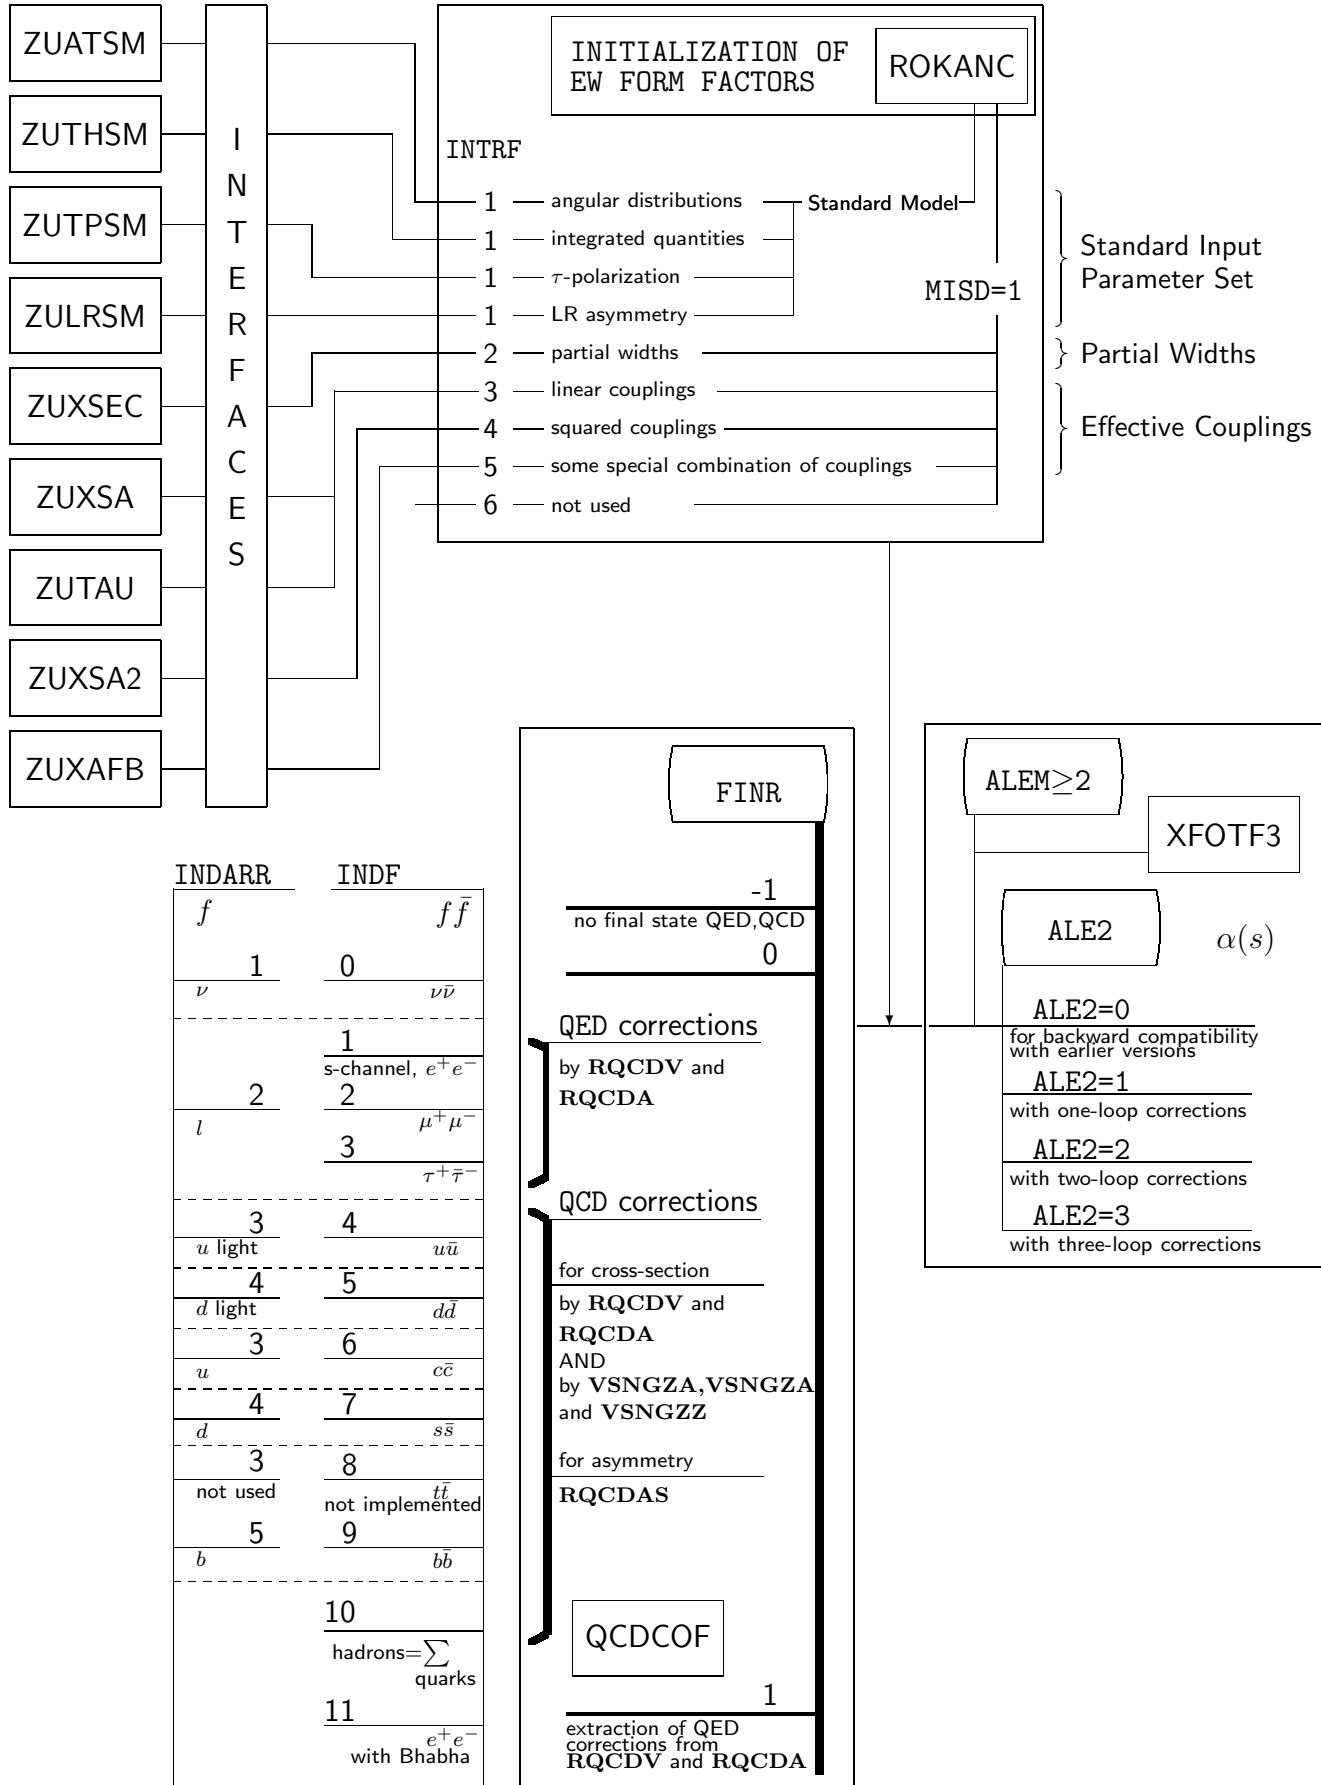 ZUATSM
ZUTHSM
ZUTPSM
ZULRSM
ZUXSEC
ZUXSA
ZUTAU
ZUXSA2
ZUXAFB
I
N
T
E
R
F
A
C
E
S
INITIALIZATION OF
EW FORM FACTORS
ROKANC
INTRF
1 angular distributions Standard Model
1 integrated quantities
1 τ-polarization
1 LR asymmetry
2 partial widths
3 linear couplings
4 squared couplings
5 some special combination of couplings
6 not used
MISD=1
Standard Input
Parameter Set
Partial Widths
Effective Couplings
INDARR INDF
f f f̄
1 0
ν νν̄
1
s-channel, e⁺e⁻
2 2
l μ⁺μ⁻
3
τ⁺τ̄⁻
3 4
u light uū
4 5
d light dd̄
3 6
u cc̄
4 7
d ss̄
3 8
not used tt̄
not implemented
5 9
b bb̄
10
hadrons=∑
quarks
11
e⁺e⁻
with Bhabha
FINR
-1
no final state QED,QCD
0
QED corrections
by RQCDV and
RQCDA
QCD corrections
for cross-section
by RQCDV and
RQCDA
AND
by VSNGZA,VSNGZA
and VSNGZZ
for asymmetry
RQCDAS
QCDCOF
1
extraction of QED
corrections from
RQCDV and RQCDA
ALEM≥2
XFOTF3
ALE2
α(s)
ALE2=0
for backward compatibility
with earlier versions
ALE2=1
with one-loop corrections
ALE2=2
with two-loop corrections
ALE2=3
with three-loop corrections